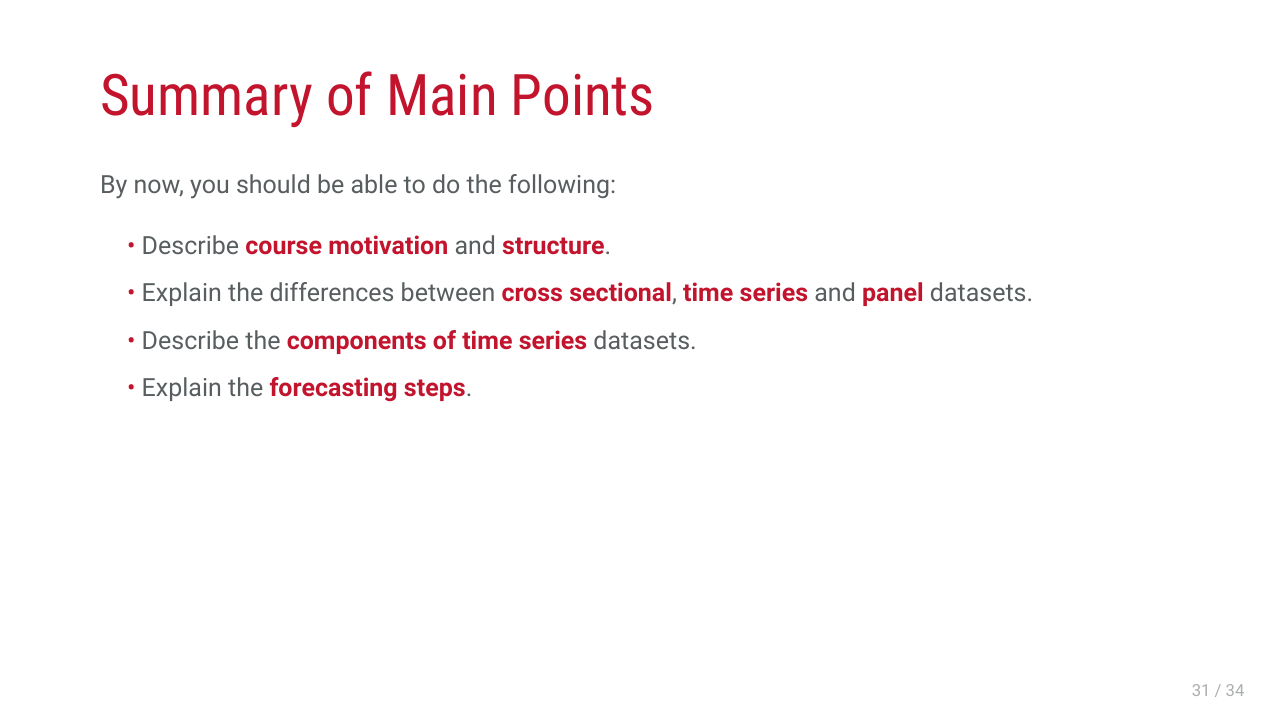 Summary of Main Points
By now, you should be able to do the following:
• Describe course motivation and structure.
• Explain the differences between cross sectional, time series and panel datasets.
• Describe the components of time series datasets.
• Explain the forecasting steps.
31 / 34